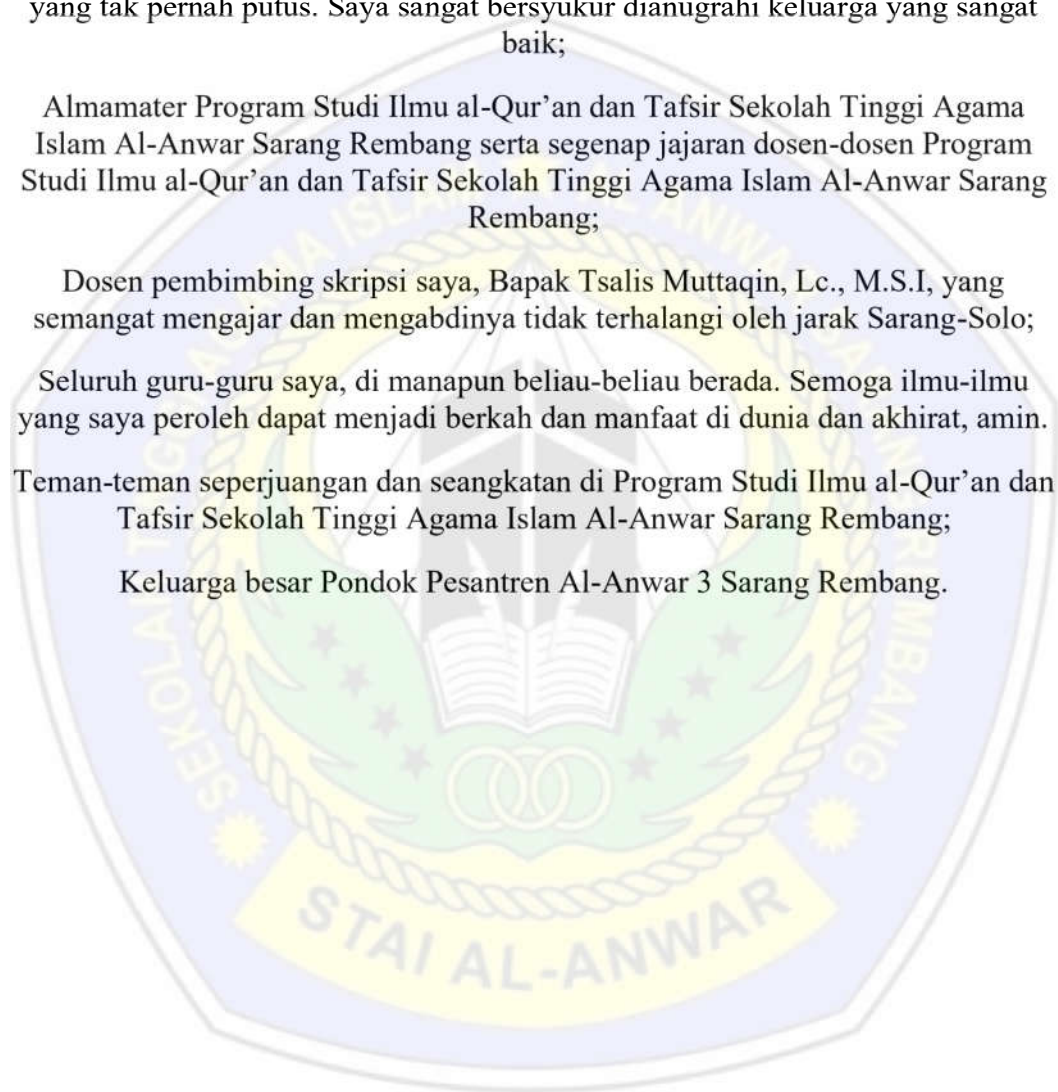 yang tak pernah putus. Saya sangat bersyukur dianugrahi keluarga yang sangat
baik;
Almamater Program Studi Ilmu al-Qur’an dan Tafsir Sekolah Tinggi Agama
Islam Al-Anwar Sarang Rembang serta segenap jajaran dosen-dosen Program
Studi Ilmu al-Qur’an dan Tafsir Sekolah Tinggi Agama Islam Al-Anwar Sarang
Rembang;
Dosen pembimbing skripsi saya, Bapak Tsalis Muttaqin, Lc., M.S.I, yang
semangat mengajar dan mengabdinya tidak terhalangi oleh jarak Sarang-Solo;
Seluruh guru-guru saya, di manapun beliau-beliau berada. Semoga ilmu-ilmu
yang saya peroleh dapat menjadi berkah dan manfaat di dunia dan akhirat, amin.
Teman-teman seperjuangan dan seangkatan di Program Studi Ilmu al-Qur’an dan
Tafsir Sekolah Tinggi Agama Islam Al-Anwar Sarang Rembang;
Keluarga besar Pondok Pesantren Al-Anwar 3 Sarang Rembang.
STAI AL-ANWAR